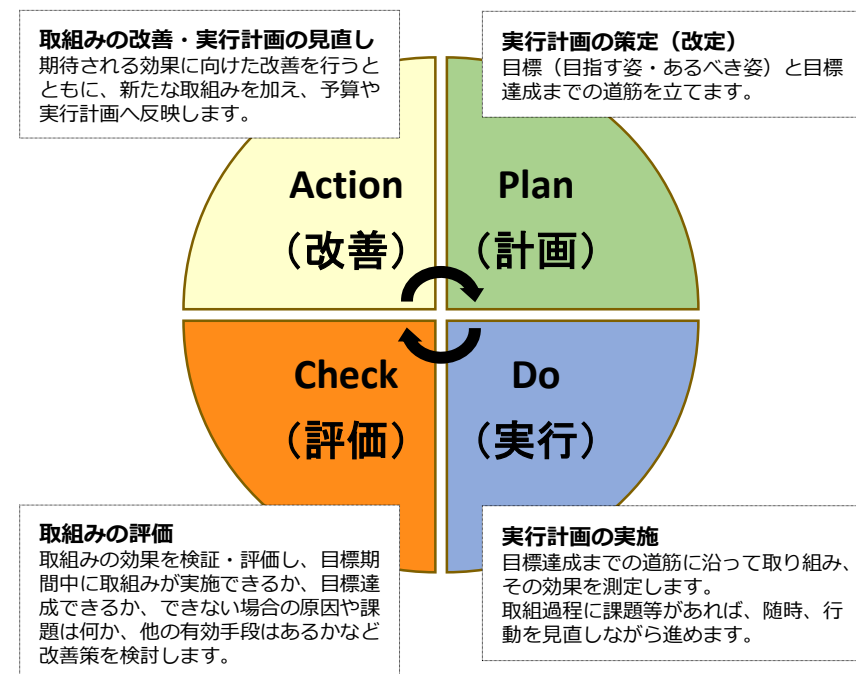 取組みの改善・実行計画の見直し
期待される効果に向けた改善を行うと
ともに、新たな取組みを加え、予算や
実行計画へ反映します。
実行計画の策定（改定）
目標（目指す姿・あるべき姿）と目標
達成までの道筋を立てます。
Action
（改善）
Plan
（計画）
Check
（評価）
Do
（実行）
取組みの評価
取組みの効果を検証・評価し、目標期
間中に取組みが実施できるか、目標達
成できるか、できない場合の原因や課
題は何か、他の有効手段はあるかなど
改善策を検討します。
実行計画の実施
目標達成までの道筋に沿って取り組み、
その効果を測定します。
取組過程に課題等があれば、随時、行
動を見直しながら進めます。